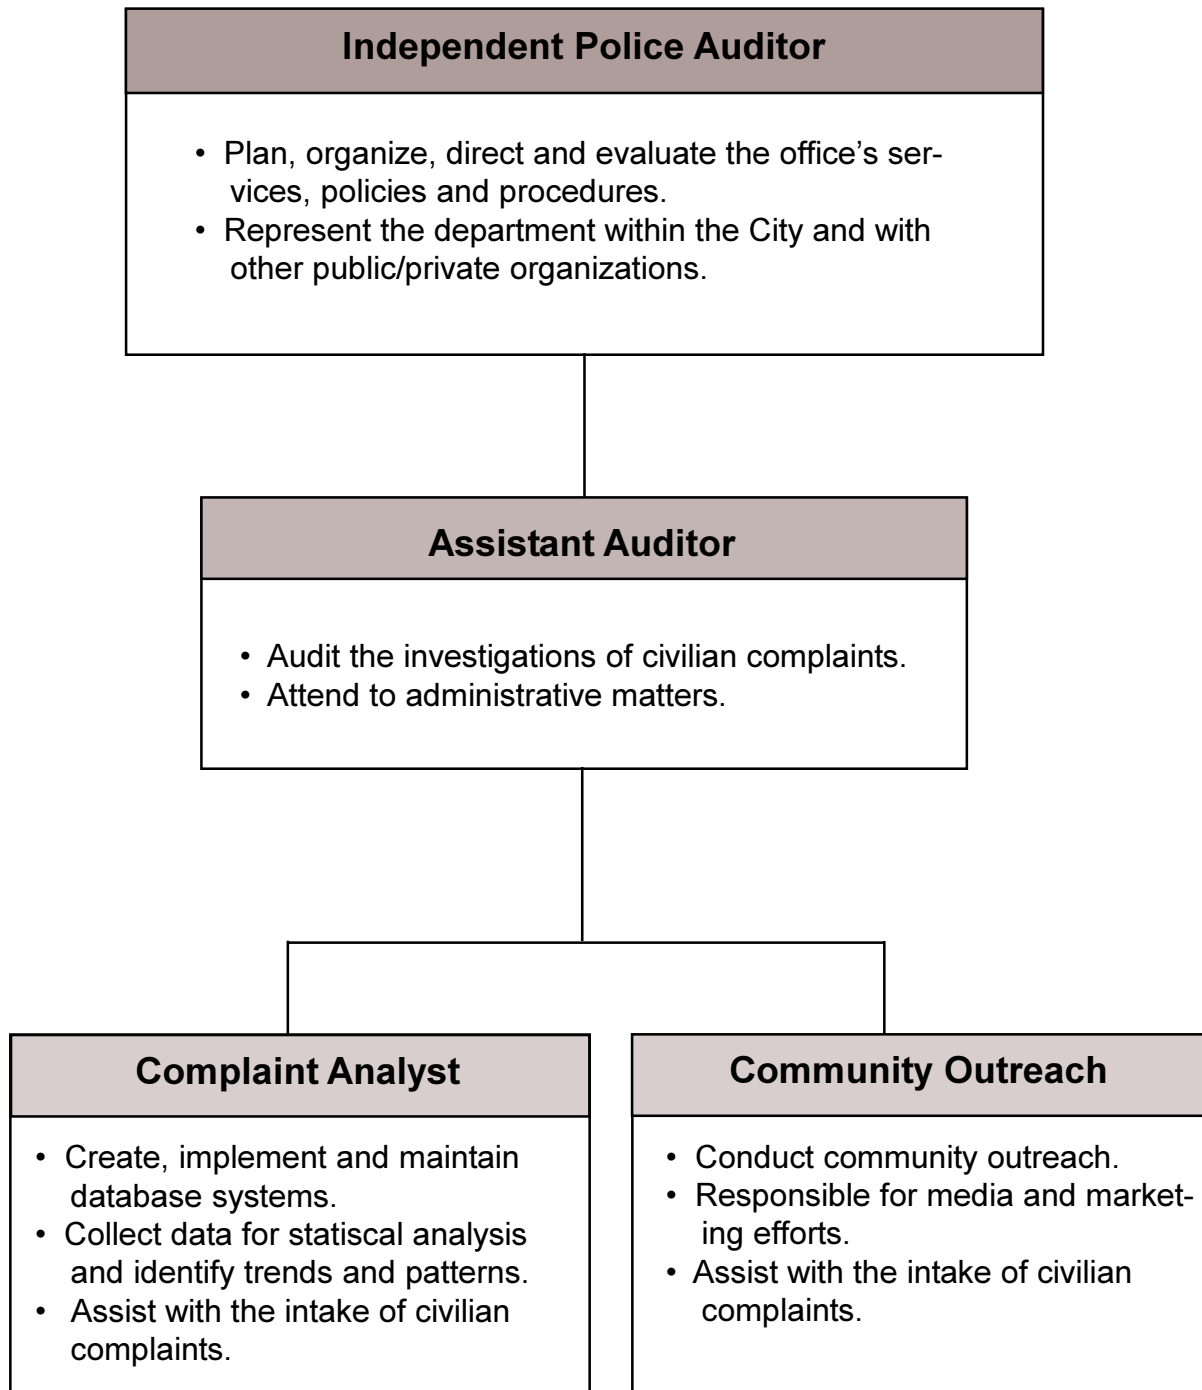 Independent Police Auditor
• Plan, organize, direct and evaluate the office's ser-
vices, policies and procedures.
• Represent the department within the City and with
other public/private organizations.
Assistant Auditor
• Audit the investigations of civilian complaints.
• Attend to administrative matters.
Complaint Analyst
• Create, implement and maintain
database systems.
• Collect data for statiscal analysis
and identify trends and patterns.
• Assist with the intake of civilian
complaints.
Community Outreach
• Conduct community outreach.
• Responsible for media and market-
ing efforts.
• Assist with the intake of civilian
complaints.